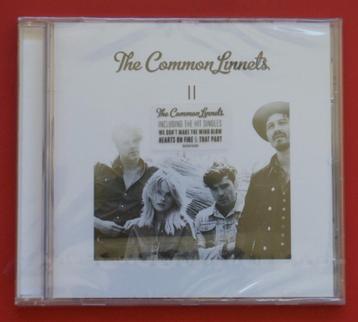 The Common Linnets
II
The Common Linnets
INCLUDING THE HIT SINGLES
WE DON'T MAKE THE WIND BLOW
HEARTS ON FIRE & THAT PART